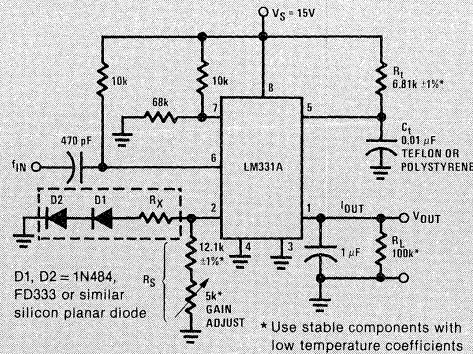 V_S = 15V
10k
10k
R_t
6.81k ±1%*
68k
7
8
5
470 pF
C_t
0.01 µF
TEFLON OR
POLYSTYRENE
f_IN
6
LM331A
D2
D1
R_X
2
1
I_OUT
V_OUT
4
3
12.1k
±1%*
1 µF
R_L
100k*
D1, D2 = 1N484,
FD333 or similar
silicon planar diode
R_S
5k*
GAIN
ADJUST
* Use stable components with
low temperature coefficients